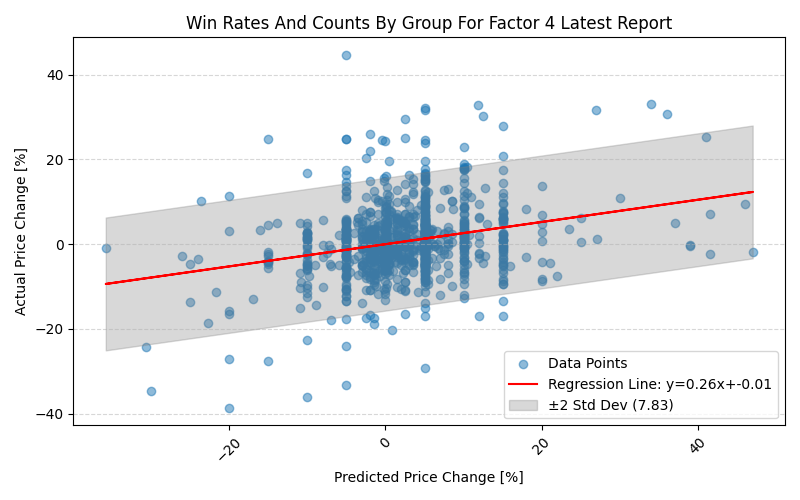 Win Rates And Counts By Group For Factor 4 Latest Report
Actual Price Change [%]
40
20
0
−20
−40
Data Points
Regression Line: y=0.26x+-0.01
±2 Std Dev (7.83)
−20
0
20
40
Predicted Price Change [%]